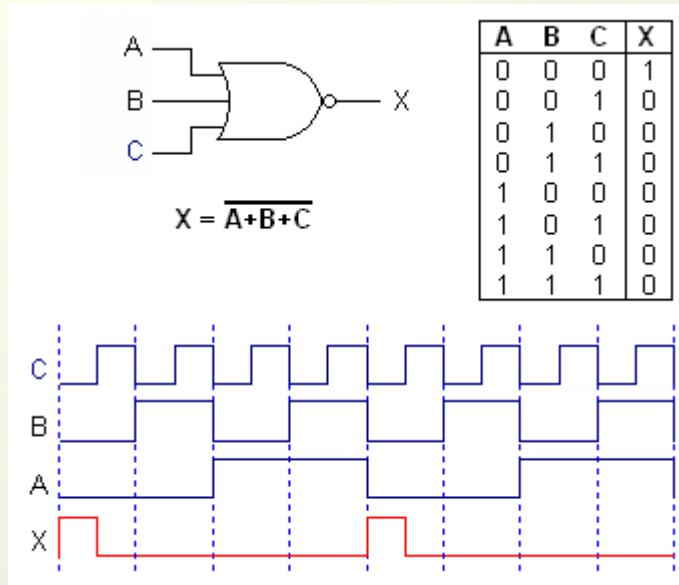 A
B
C
X
X = A+B+C
A B C X
0 0 0 1
0 0 1 0
0 1 0 0
0 1 1 0
1 0 0 0
1 0 1 0
1 1 0 0
1 1 1 0
C
B
A
X